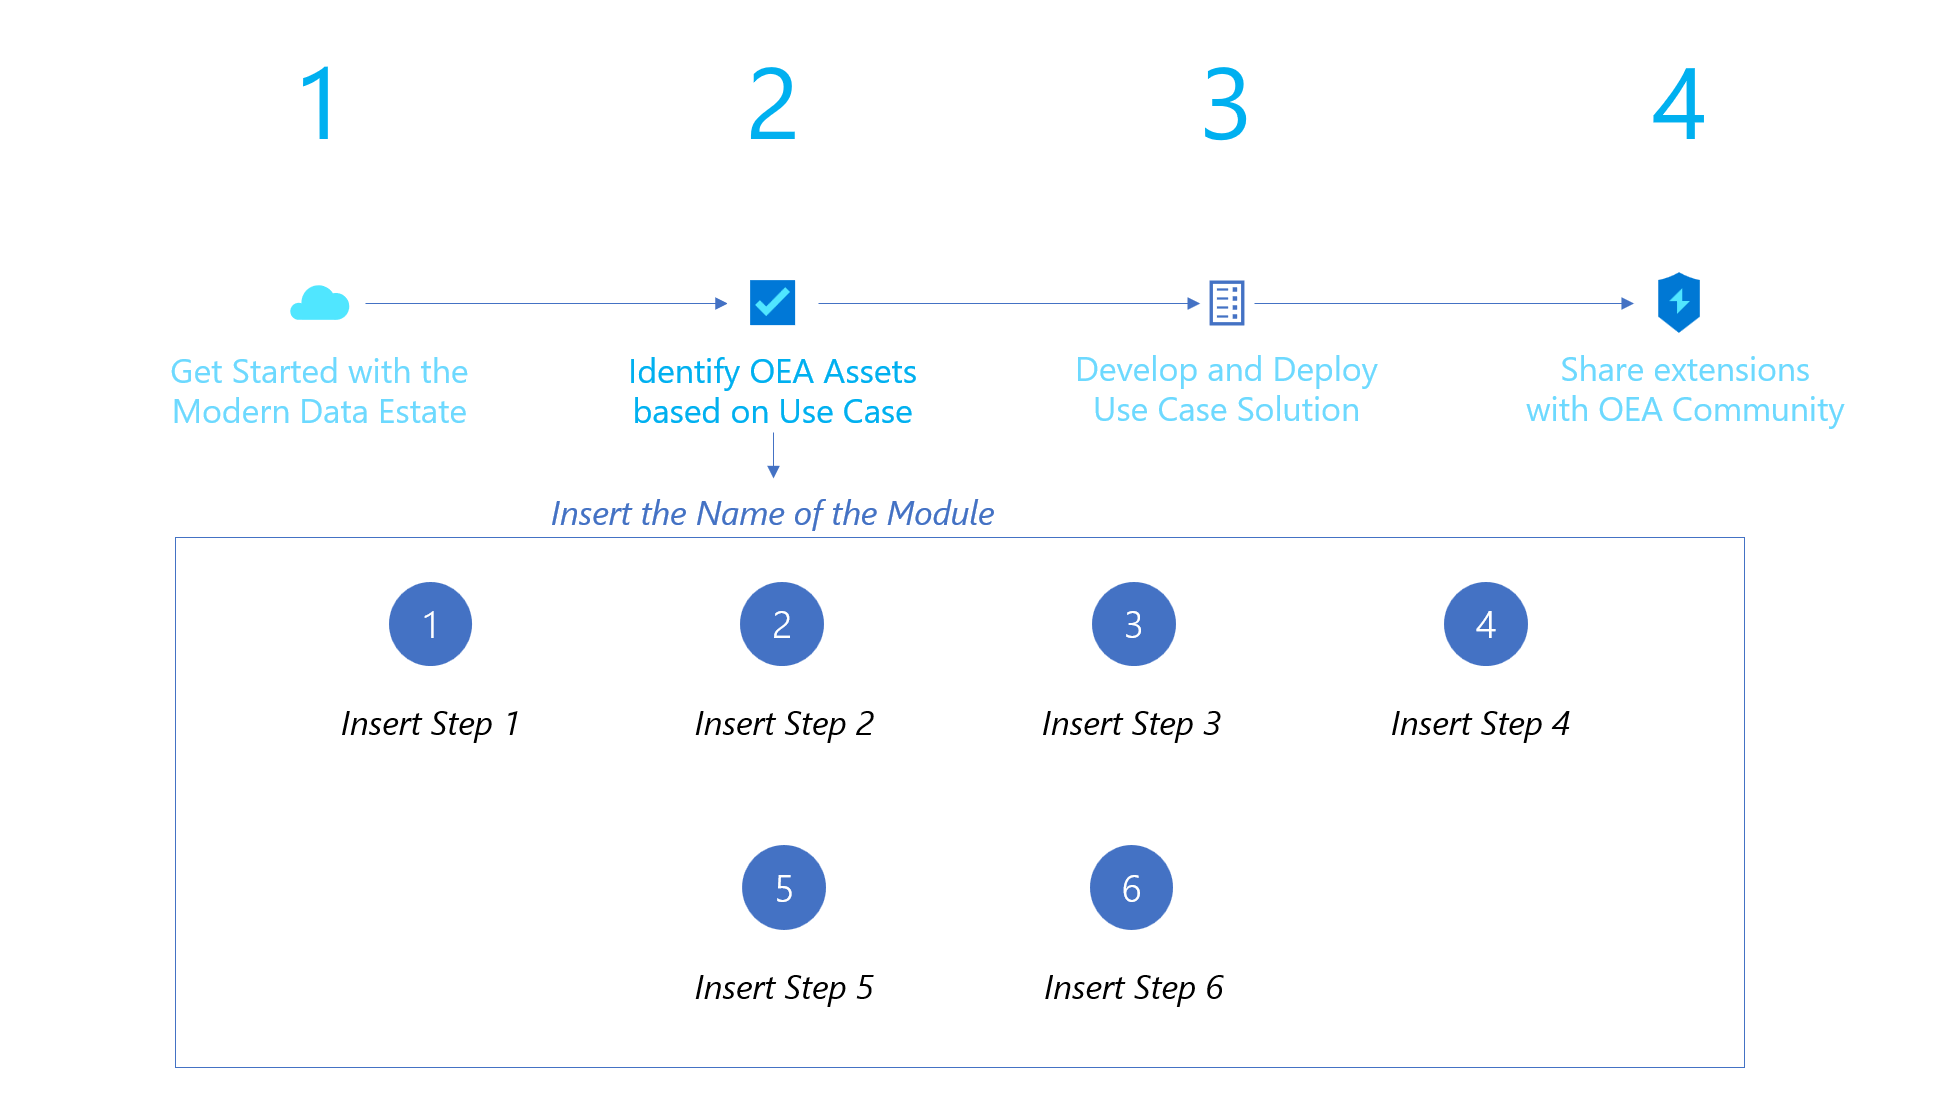 1
2
3
4
Get Started with the
Modern Data Estate
Identify OEA Assets
based on Use Case
Develop and Deploy
Use Case Solution
Share extensions
with OEA Community
Insert the Name of the Module
1
2
3
4
Insert Step 1
Insert Step 2
Insert Step 3
Insert Step 4
5
6
Insert Step 5
Insert Step 6